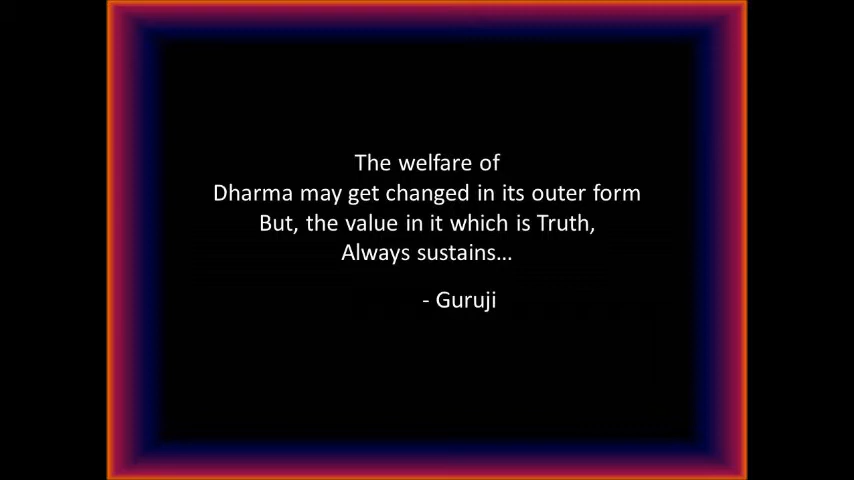 The welfare of
Dharma may get changed in its outer form
But, the value in it which is Truth,
Always sustains...
- Guruji